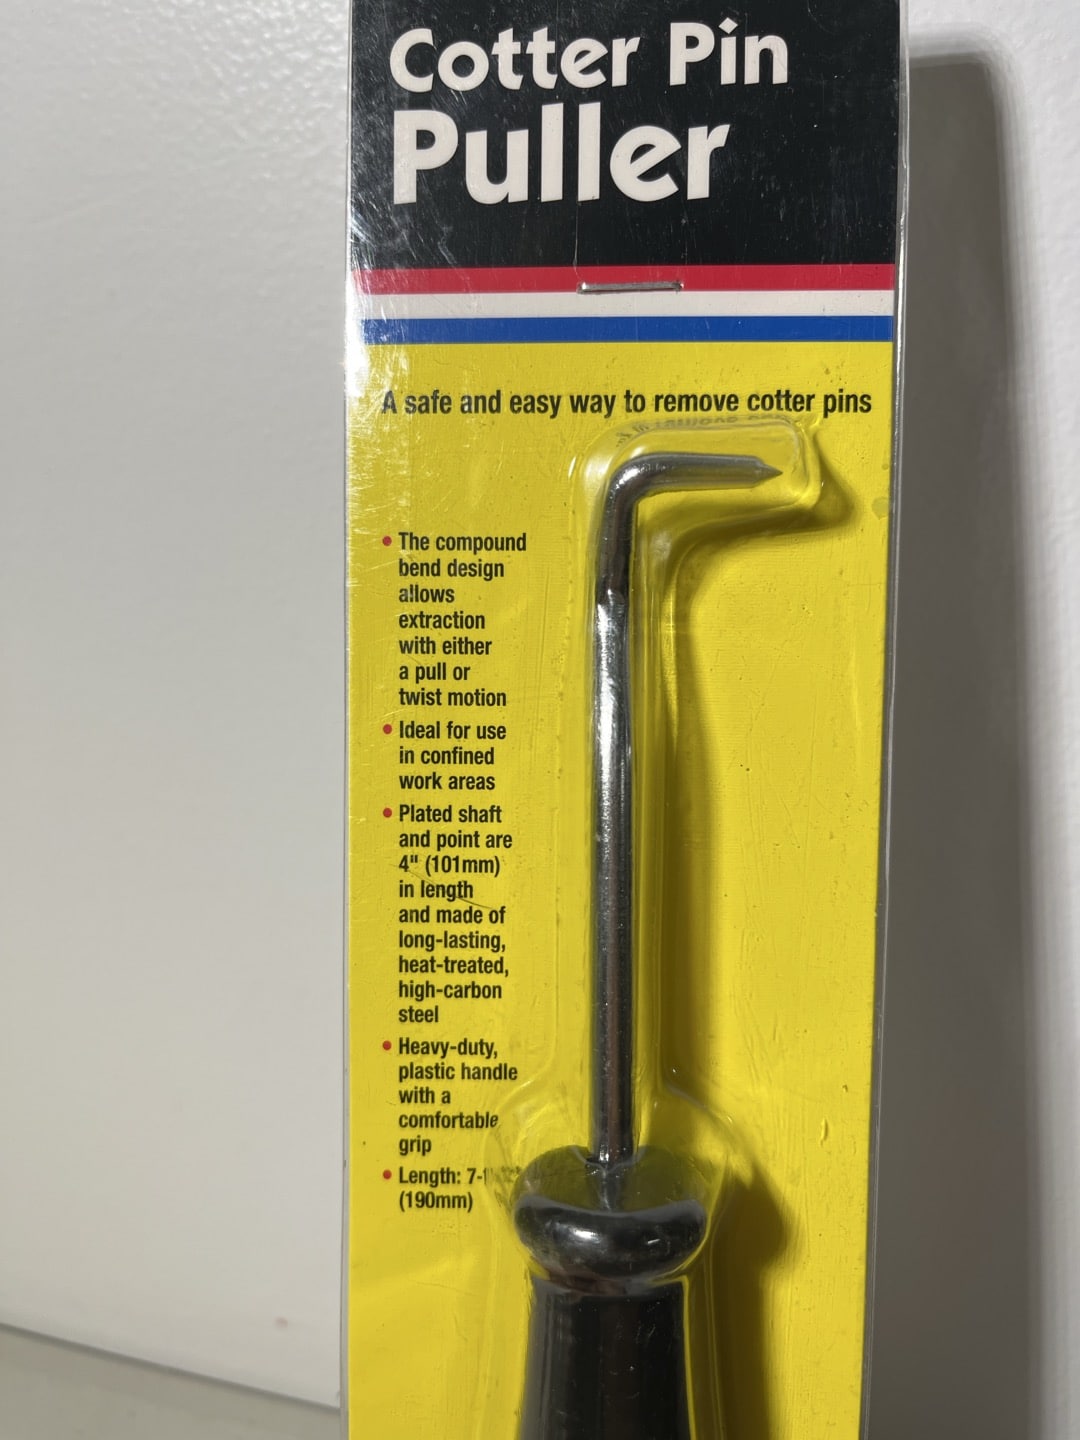 Cotter Pin
Puller
A safe and easy way to remove cotter pins
• The compound
bend design
allows
extraction
with either
a pull or
twist motion
• Ideal for use
in confined
work areas
• Plated shaft
and point are
4" (101mm)
in length
and made of
long-lasting,
heat-treated,
high-carbon
steel
• Heavy-duty,
plastic handle
with a
comfortable
grip
• Length:
(190mm)